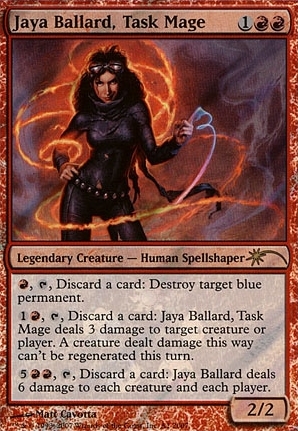 Jaya Ballard, Task Mage 1
Legendary Creature — Human Spellshaper
, , Discard a card: Destroy target blue
permanent.
1 , , Discard a card: Jaya Ballard, Task
Mage deals 3 damage to target creature or
player. A creature dealt damage this way
can't be regenerated this turn.
5 , , Discard a card: Jaya Ballard deals
6 damage to each creature and each player.
Matt Cavotta
2/2